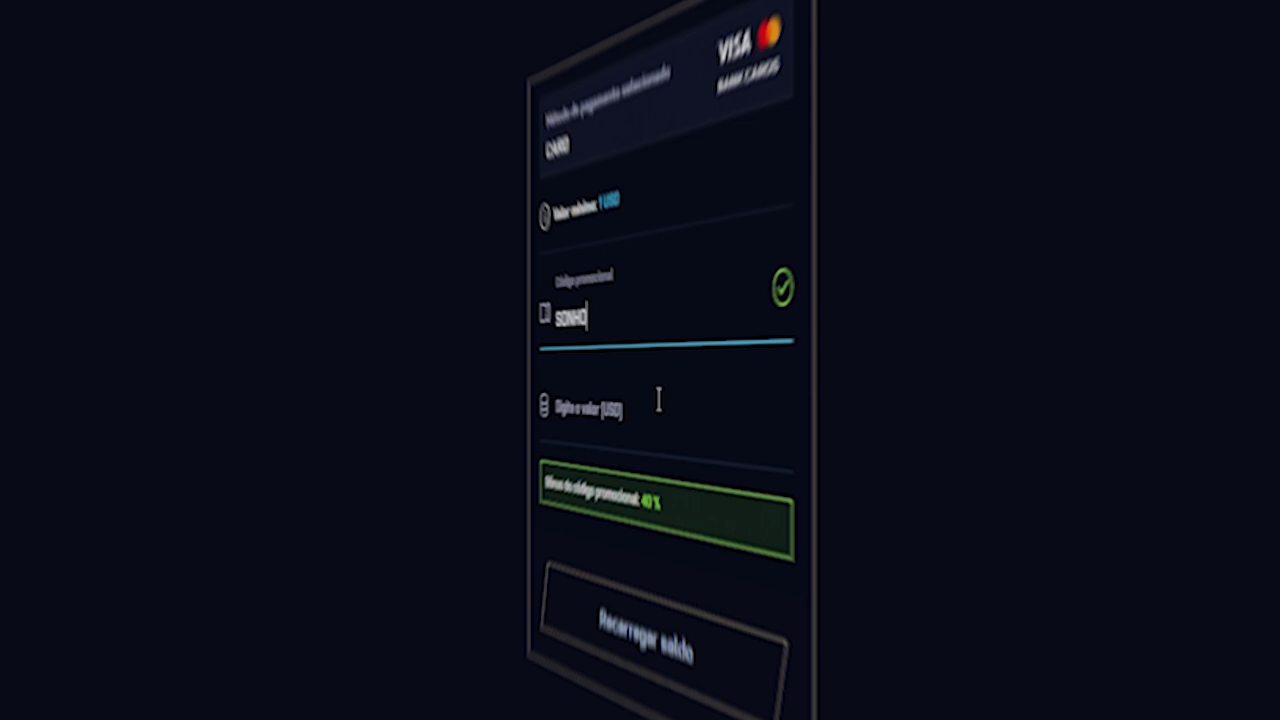 VISA
BANK CARDS
Método de pagamento selecionado
CARD
Valor mínimo: 1 USD
Código promocional
SONHO
Digite o valor (USD)
Bônus do código promocional: 40 %
Recarregar saldo